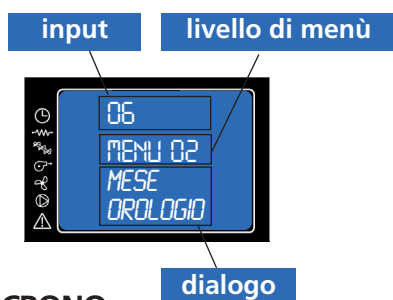 input
livello di menù
06
MENU 02
MESE
OROLOGIO
dialogo